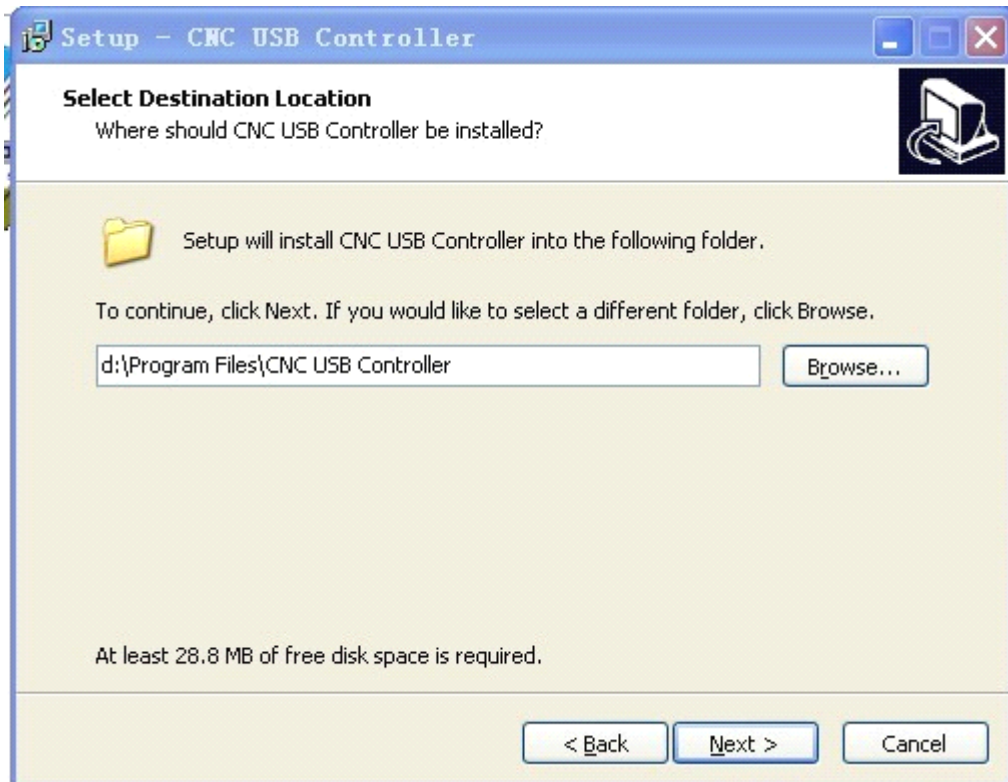 Setup - CNC USB Controller
Select Destination Location
Where should CNC USB Controller be installed?
Setup will install CNC USB Controller into the following folder.
To continue, click Next. If you would like to select a different folder, click Browse.
d:\Program Files\CNC USB Controller
Browse...
At least 28.8 MB of free disk space is required.
< Back
Next >
Cancel